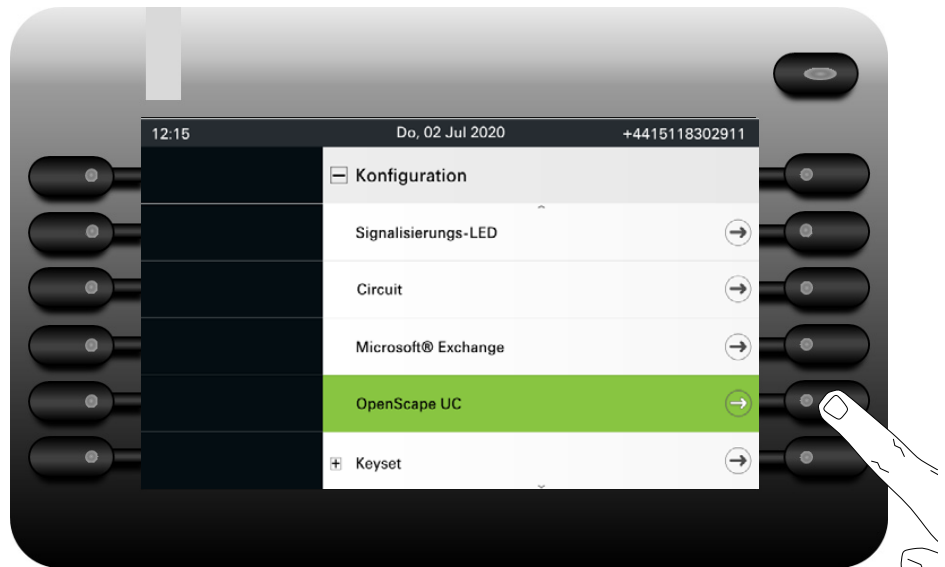 12:15 Do, 02 Jul 2020 +4415118302911
Konfiguration
Signalisierungs-LED
Circuit
Microsoft® Exchange
OpenScape UC
Keyset